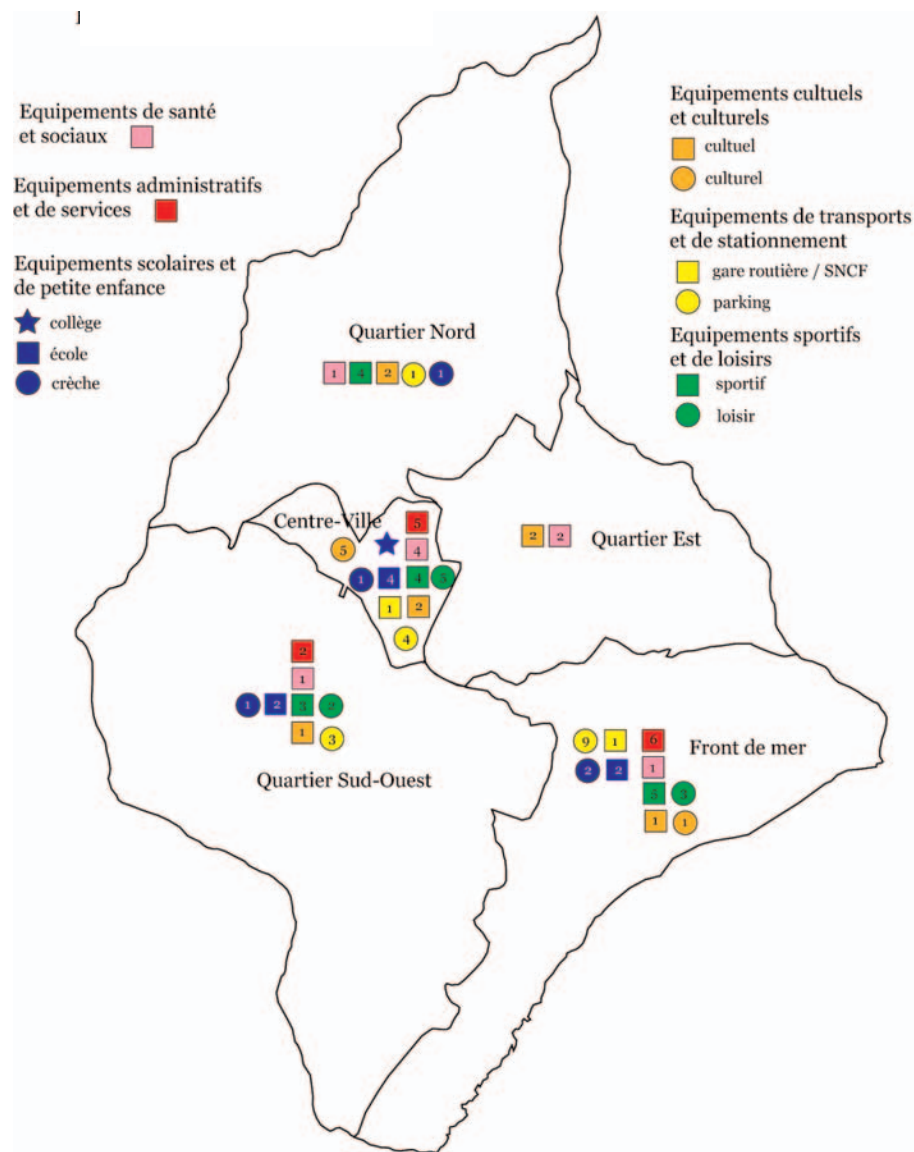 Equipements de santé
et sociaux
Equipements administratifs
et de services
Equipements scolaires et
de petite enfance
collège
école
crèche
Equipements cultuels
et culturels
cultuel
culturel
Equipements de transports
et de stationnement
gare routière / SNCF
parking
Equipements sportifs
et de loisirs
sportif
loisir
Quartier Nord
1 4 2 1 1
Centre-Ville
5
5
4
1 4 4 5
1 2
4
2 2
Quartier Est
2
1
1 2 3 2
1 3
Quartier Sud-Ouest
9 1 6
Front de mer
2 2 1
5 3
1 1